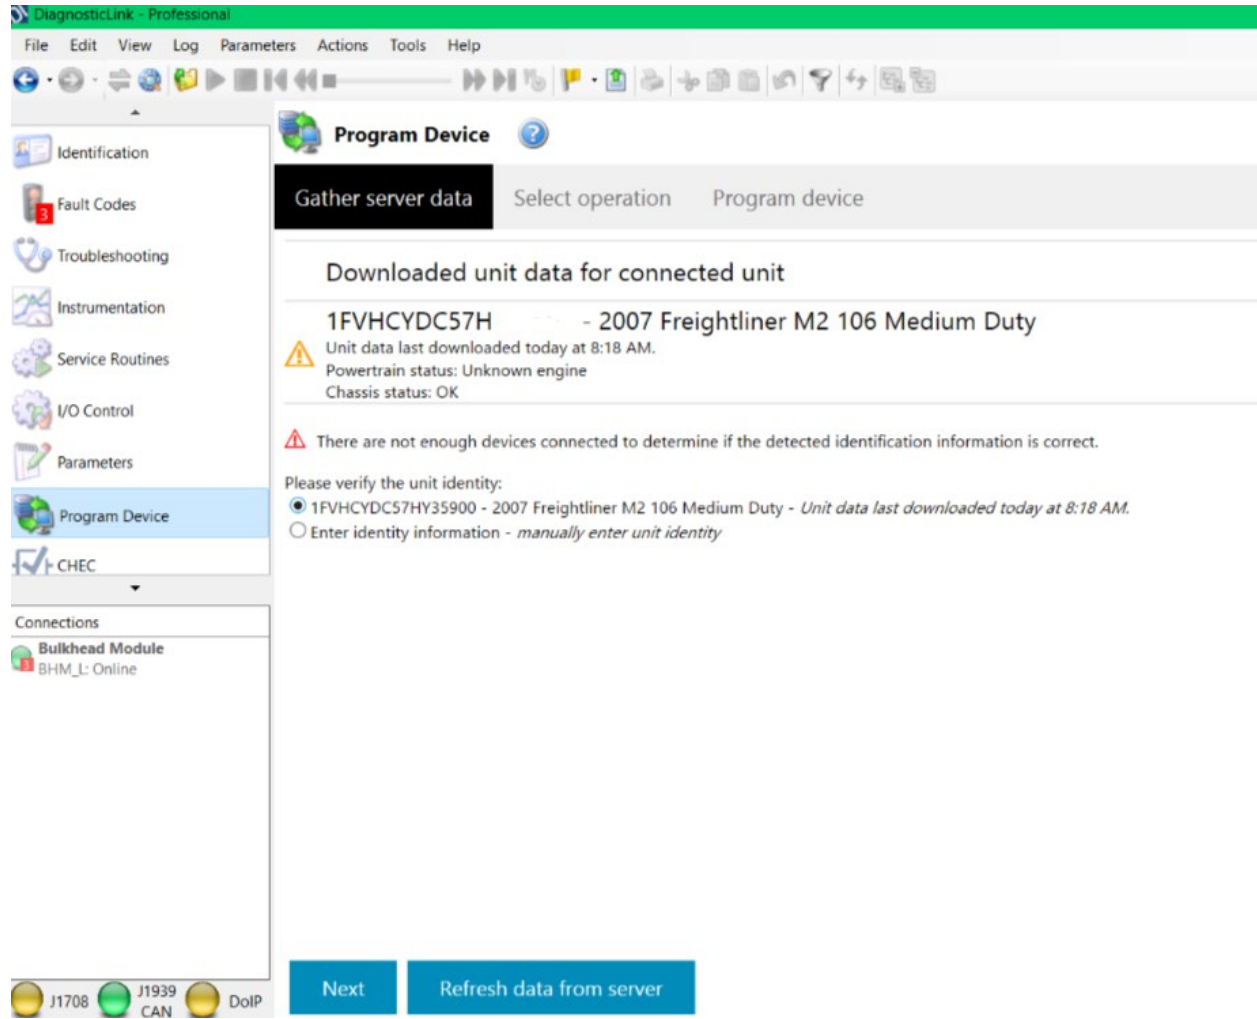 DiagnosticLink - Professional
File Edit View Log Parameters Actions Tools Help
Identification
Fault Codes
3
Troubleshooting
Instrumentation
Service Routines
I/O Control
Parameters
Program Device
CHEC
Connections
Bulkhead Module
BHM_L: Online
J1708
J1939
CAN
DoIP
Program Device
Gather server data Select operation Program device
Downloaded unit data for connected unit
1FVHCYDC57H - 2007 Freightliner M2 106 Medium Duty
Unit data last downloaded today at 8:18 AM.
Powertrain status: Unknown engine
Chassis status: OK
There are not enough devices connected to determine if the detected identification information is correct.
Please verify the unit identity:
1FVHCYDC57HY35900 - 2007 Freightliner M2 106 Medium Duty - Unit data last downloaded today at 8:18 AM.
Enter identity information - manually enter unit identity
Next
Refresh data from server